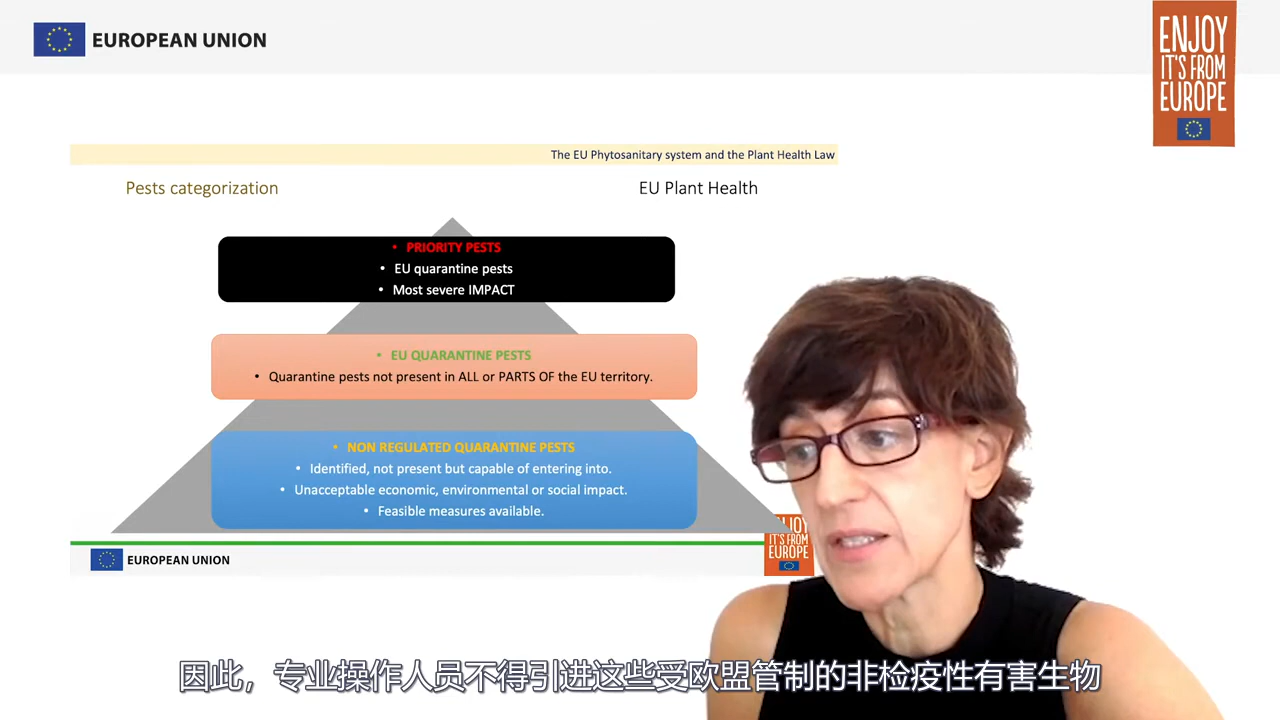 EUROPEAN UNION
ENJOY
IT'S FROM
EUROPE
The EU Phytosanitary system and the Plant Health Law
Pests categorization
EU Plant Health
• PRIORITY PESTS
• EU quarantine pests
• Most severe IMPACT
• EU QUARANTINE PESTS
• Quarantine pests not present in ALL or PARTS OF the EU territory.
• NON REGULATED QUARANTINE PESTS
• Identified, not present but capable of entering into.
• Unacceptable economic, environmental or social impact.
• Feasible measures available.
EUROPEAN UNION
ENJOY
IT'S FROM
EUROPE
因此，专业操作人员不得引进这些受欧盟管制的非检疫性有害生物